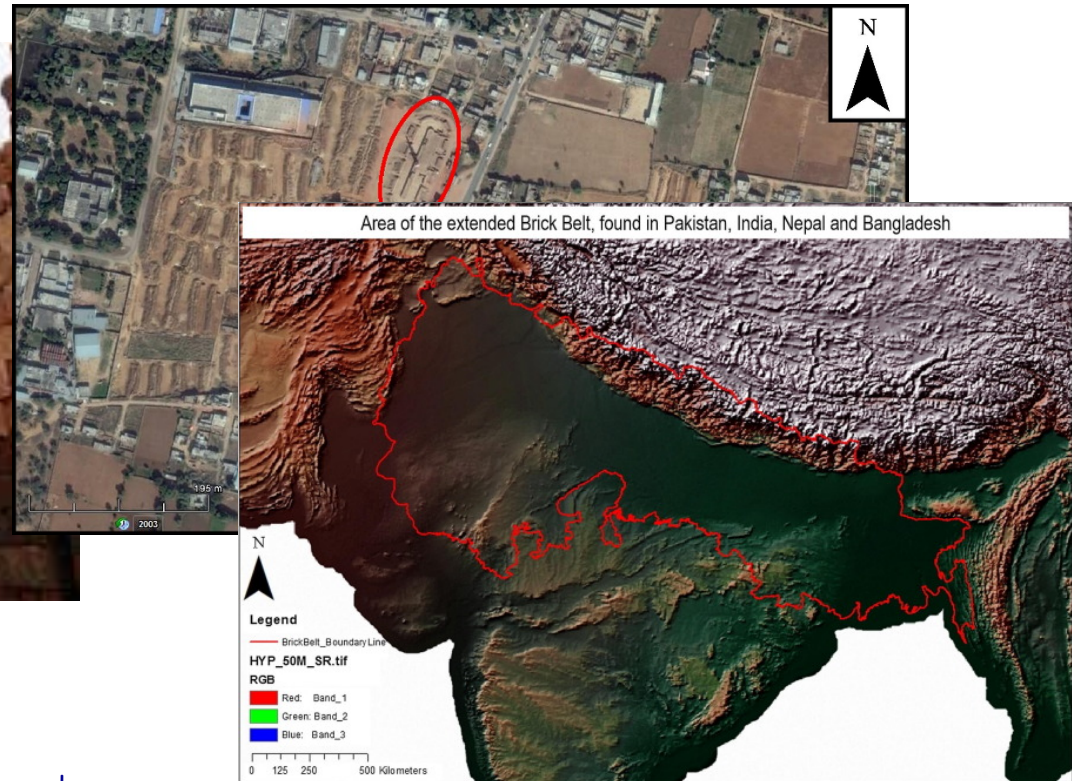 N
195 m
2003
Area of the extended Brick Belt, found in Pakistan, India, Nepal and Bangladesh
N
Legend
BrickBelt_BoundaryLine
HYP_50M_SR.tif
RGB
Red: Band_1
Green: Band_2
Blue: Band_3
0 125 250 500 Kilometers